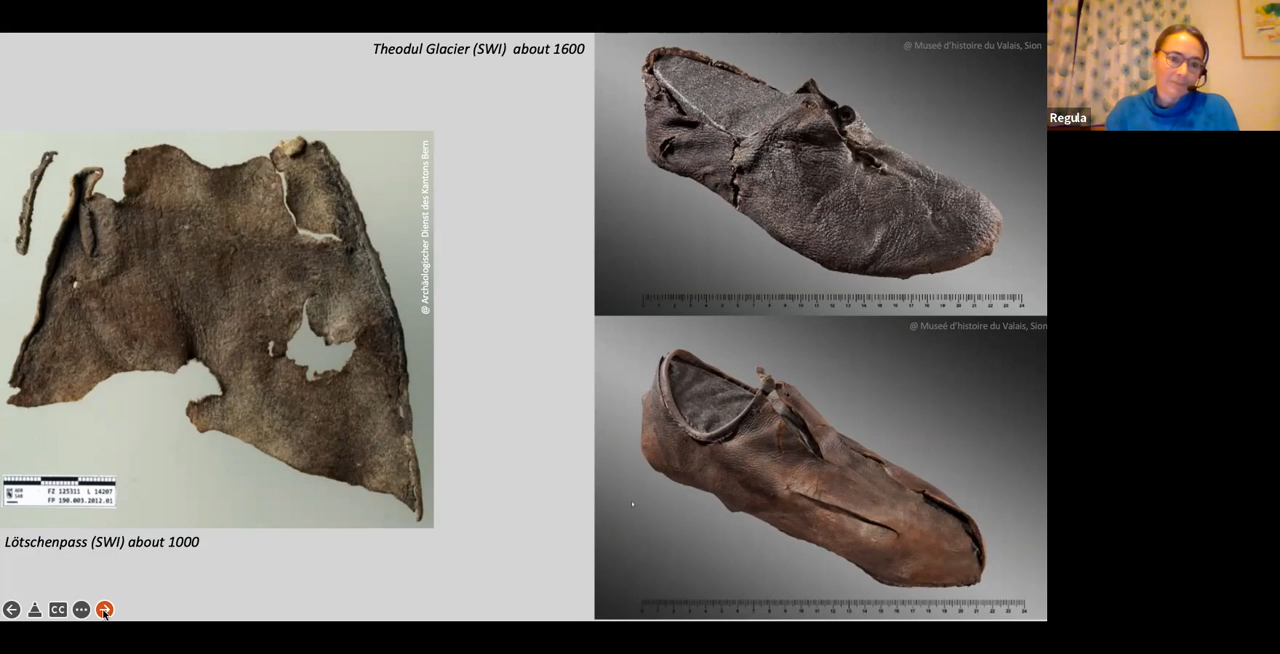 Theodul Glacier (SWI) about 1600
@ Museé d'histoire du Valais, Sion
Regula
@ Archäologischer Dienst des Kantons Bern
@ Museé d'histoire du Valais, Sion
FZ 125311 L 14207
FP 190.003.2012.01
Lötschenpass (SWI) about 1000
CC